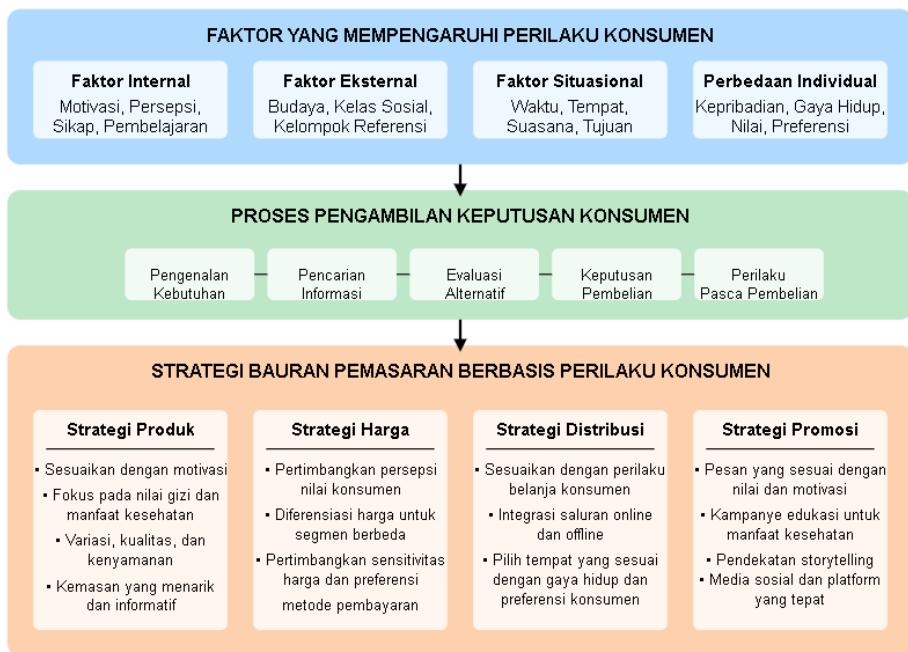 FAKTOR YANG MEMPENGARUHI PERILAKU KONSUMEN
Faktor Internal
Motivasi, Persepsi,
Sikap, Pembelajaran
Faktor Eksternal
Budaya, Kelas Sosial,
Kelompok Referensi
Faktor Situasional
Waktu, Tempat,
Suasana, Tujuan
Perbedaan Individual
Kepribadian, Gaya Hidup,
Nilai, Preferensi
PROSES PENGAMBILAN KEPUTUSAN KONSUMEN
Pengenalan
Kebutuhan
Pencarian
Informasi
Evaluasi
Alternatif
Keputusan
Pembelian
Perilaku
Pasca Pembelian
STRATEGI BAURAN PEMASARAN BERBASIS PERILAKU KONSUMEN
Strategi Produk
▪ Sesuaikan dengan motivasi
▪ Fokus pada nilai gizi dan
manfaat kesehatan
▪ Variasi, kualitas, dan
kenyamanan
▪ Kemasan yang menarik
dan informatif
Strategi Harga
▪ Pertimbangkan persepsi
nilai konsumen
▪ Diferensiasi harga untuk
segmen berbeda
▪ Pertimbangkan sensitivitas
harga dan preferensi
metode pembayaran
Strategi Distribusi
▪ Sesuaikan dengan perilaku
belanja konsumen
▪ Integrasi saluran online
dan offline
▪ Pilih tempat yang sesuai
dengan gaya hidup dan
preferensi konsumen
Strategi Promosi
▪ Pesan yang sesuai dengan
nilai dan motivasi
▪ Kampanye edukasi untuk
manfaat kesehatan
▪ Pendekatan storytelling
▪ Media sosial dan platform
yang tepat